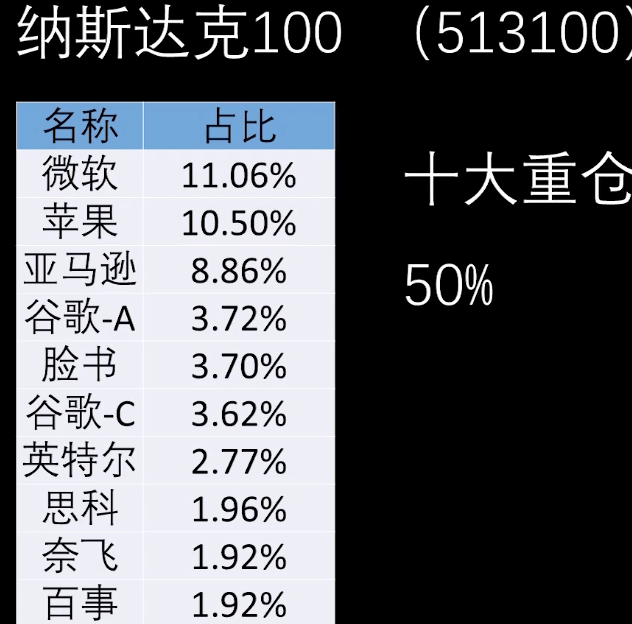 纳斯达克100 （513100）
名称 占比
微软 11.06%
苹果 10.50%
亚马逊 8.86%
谷歌-A 3.72%
脸书 3.70%
谷歌-C 3.62%
英特尔 2.77%
思科 1.96%
奈飞 1.92%
百事 1.92%
十大重仓
50%